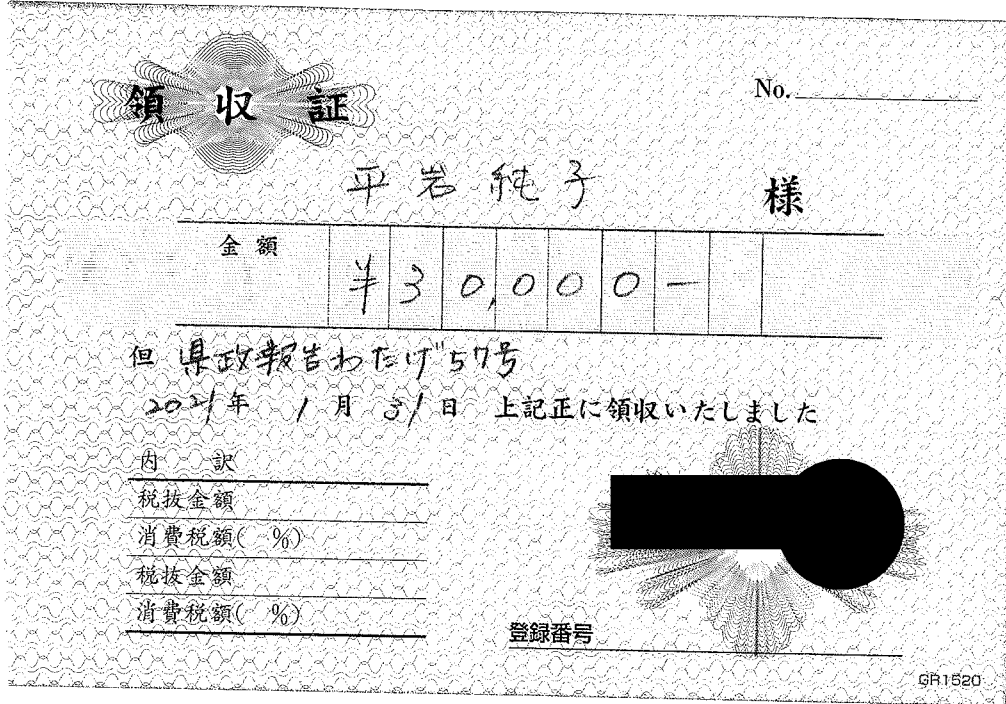 領収証
No.
平岩純子 様
金額 ¥30,000-
但 県政報告わたげ57号
2021年 1月 31日 上記正に領収いたしました
内訳
税抜金額
消費税額( %)
税抜金額
消費税額( %)
登録番号
GR1520